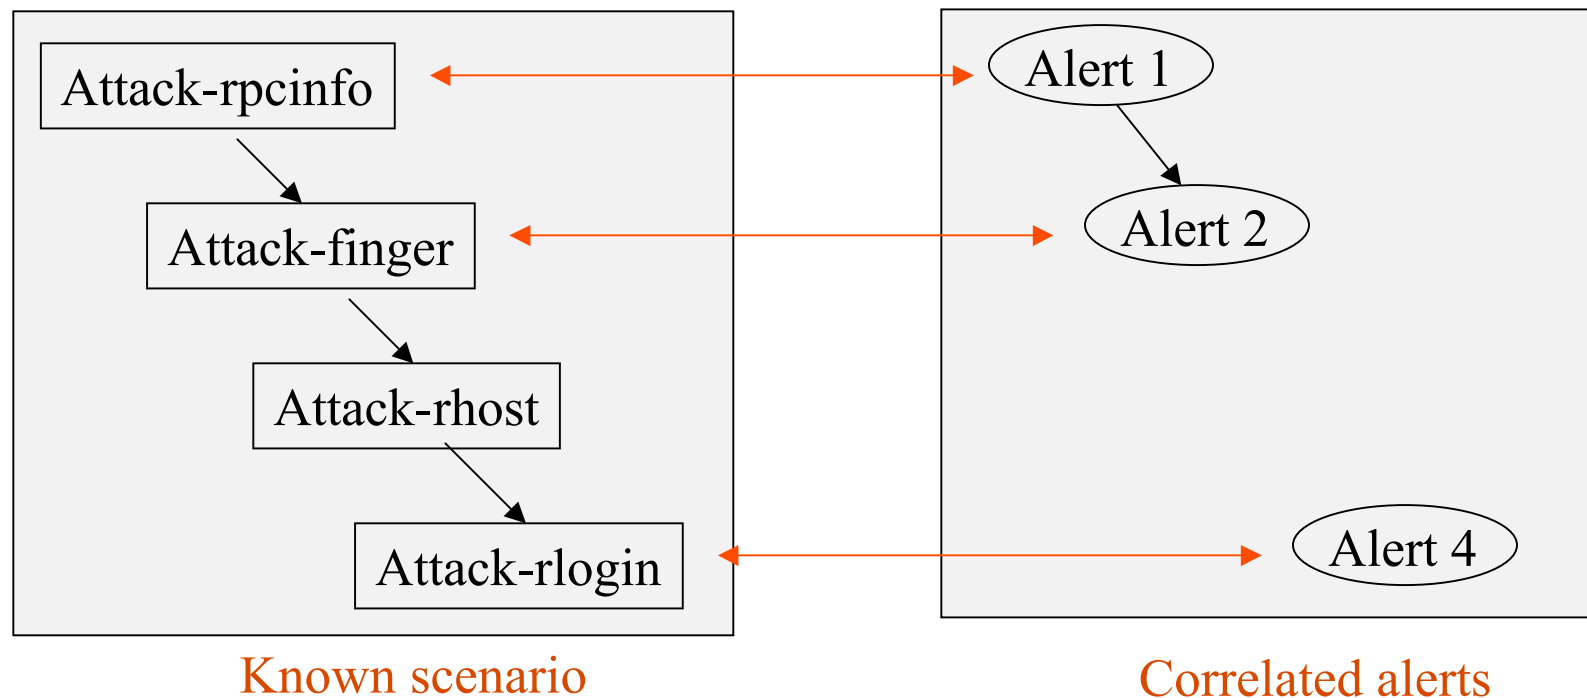 Attack-rpcinfo
Attack-finger
Attack-rhost
Attack-rlogin
Known scenario
Alert 1
Alert 2
Alert 4
Correlated alerts